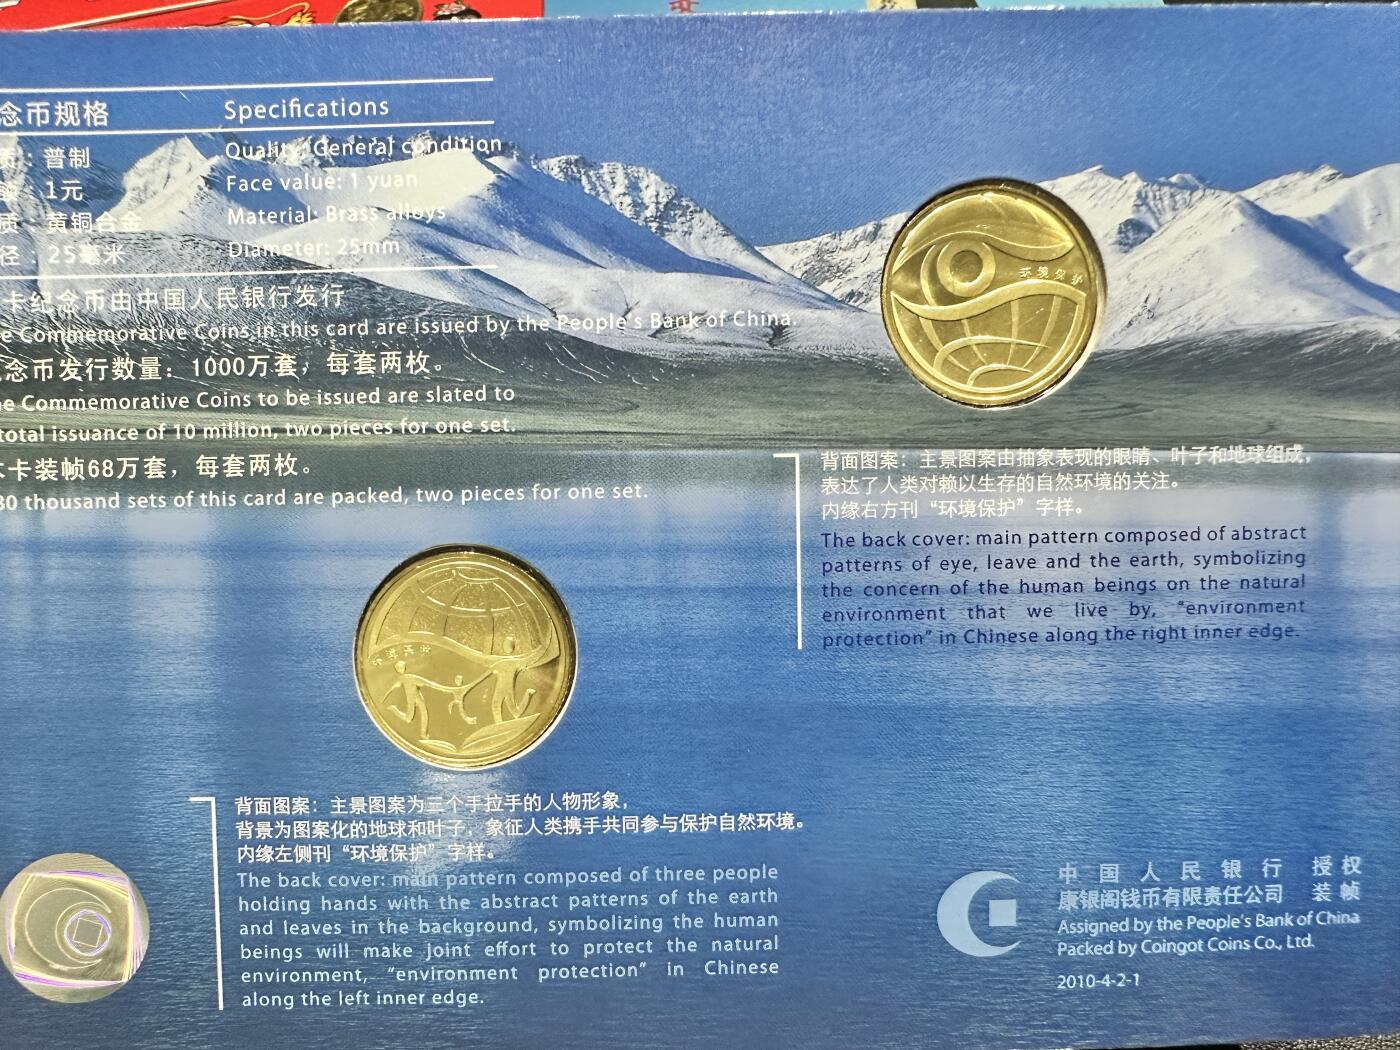 念币规格
Specifications
质：普制
Quality: General condition
额：1元
Face value: 1 yuan
质：黄铜合金
Material: Brass alloys
径：25毫米
Diameter: 25mm
卡纪念币由中国人民银行发行
Commemorative Coins in this card are issued by the People's Bank of China.
念币发行数量：1000万套，每套两枚。
Commemorative Coins to be issued are slated to
total issuance of 10 million, two pieces for one set.
卡装帧68万套，每套两枚。
80 thousand sets of this card are packed, two pieces for one set.
环境保护
背面图案：主景图案由抽象表现的眼睛、叶子和地球组成，
表达了人类对赖以生存的自然环境的关注。
内缘右方刊“环境保护”字样。
The back cover: main pattern composed of abstract
patterns of eye, leave and the earth, symbolizing
the concern of the human beings on the natural
environment that we live by, “environment
protection” in Chinese along the right inner edge.
环境保护
背面图案：主景图案为三个手拉手的人物形象，
背景为图案化的地球和叶子，象征人类携手共同参与保护自然环境。
内缘左侧刊“环境保护”字样。
The back cover: main pattern composed of three people
holding hands with the abstract patterns of the earth
and leaves in the background, symbolizing the human
beings will make joint effort to protect the natural
environment, “environment protection” in Chinese
along the left inner edge.
中国人民银行 授权
康银阁钱币有限责任公司 装帧
Assigned by the People's Bank of China
Packed by Coingot Coins Co., Ltd.
2010-4-2-1